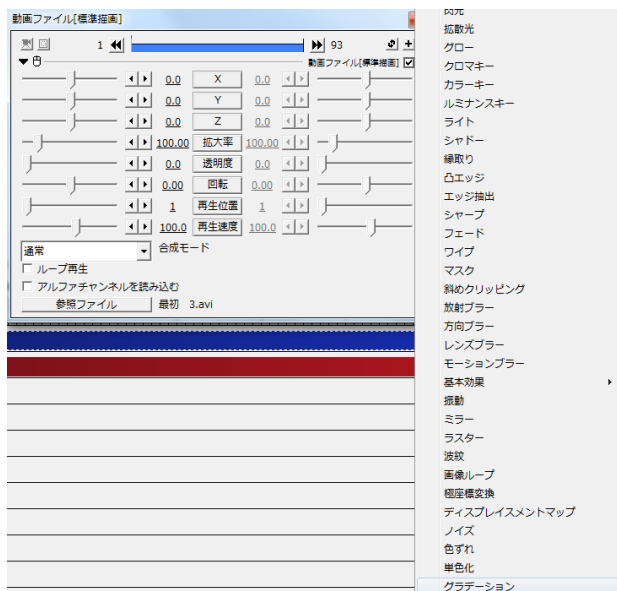 動画ファイル[標準描画]
1
93
動画ファイル[標準描画]
0.0 X 0.0
0.0 Y 0.0
0.0 Z 0.0
100.00 拡大率 100.00
0.0 透明度 0.0
0.00 回転 0.00
1 再生位置 1
100.0 再生速度 100.0
通常 合成モード
ループ再生
アルファチャンネルを読み込む
参照ファイル 最初 3.avi
閃光
拡散光
グロー
クロマキー
カラーキー
ルミナンスキー
ライト
シャドー
縁取り
凸エッジ
エッジ抽出
シャープ
フェード
ワイプ
マスク
斜めクリッピング
放射ブラー
方向ブラー
レンズブラー
モーションブラー
基本効果
振動
ミラー
ラスター
波紋
画像ループ
極座標変換
ディスプレイスメントマップ
ノイズ
色ずれ
単色化
グラデーション